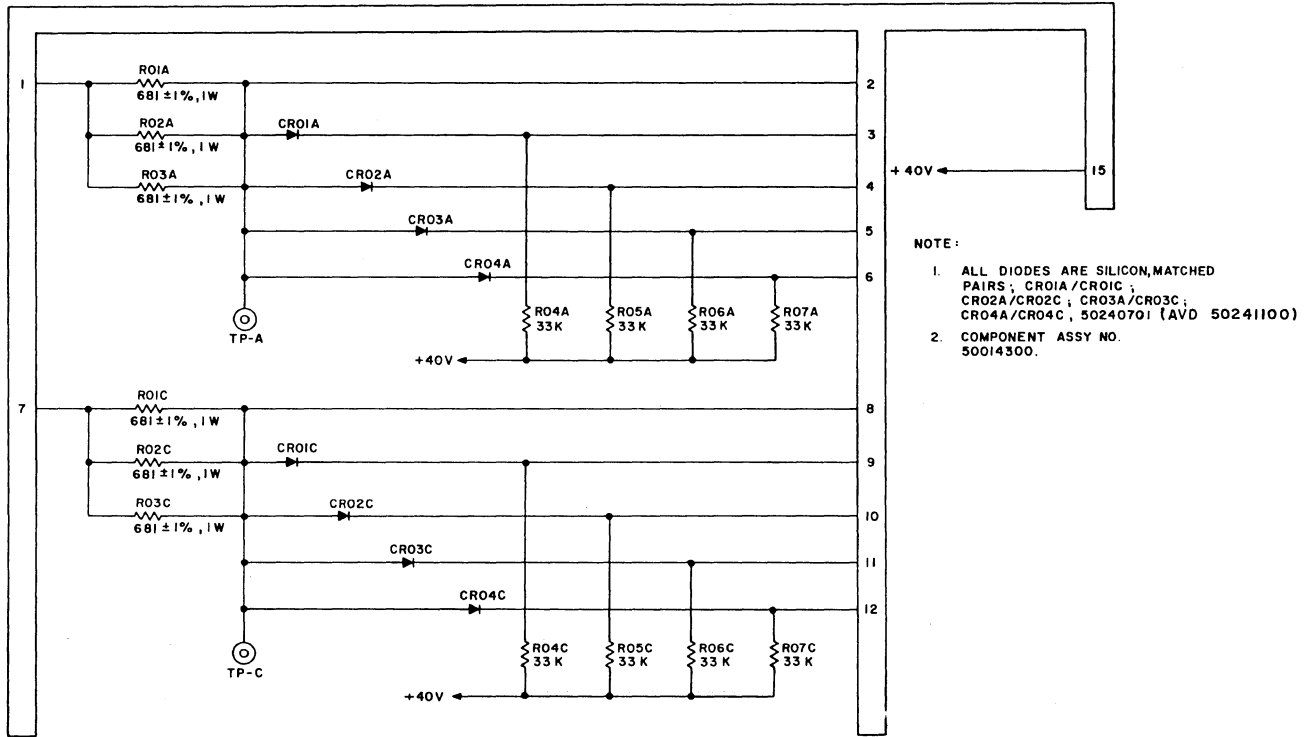 R01A
1
681±1%, 1W
2
R02A
CR01A
681±1%, 1W
3
R03A
CR02A
681±1%, 1W
4
+40V
15
CR03A
5
CR04A
6
R04A
33K
R05A
33K
R06A
33K
R07A
33K
TP-A
+40V
NOTE:
1. ALL DIODES ARE SILICON, MATCHED
PAIRS; CR01A/CR01C;
CR02A/CR02C; CR03A/CR03C;
CR04A/CR04C, 50240701 (AVD 50241100)
2. COMPONENT ASSY NO.
50014300.
R01C
7
681±1%, 1W
8
R02C
CR01C
681±1%, 1W
9
R03C
CR02C
681±1%, 1W
10
CR03C
11
CR04C
12
R04C
33K
R05C
33K
R06C
33K
R07C
33K
TP-C
+40V